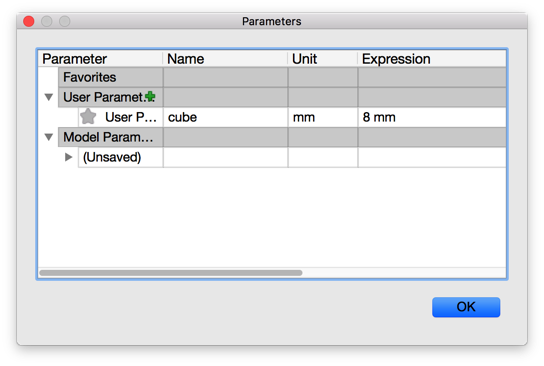 Parameters
Parameter Name Unit Expression
Favorites
User Paramet...
User P... cube mm 8 mm
Model Param...
(Unsaved)
OK